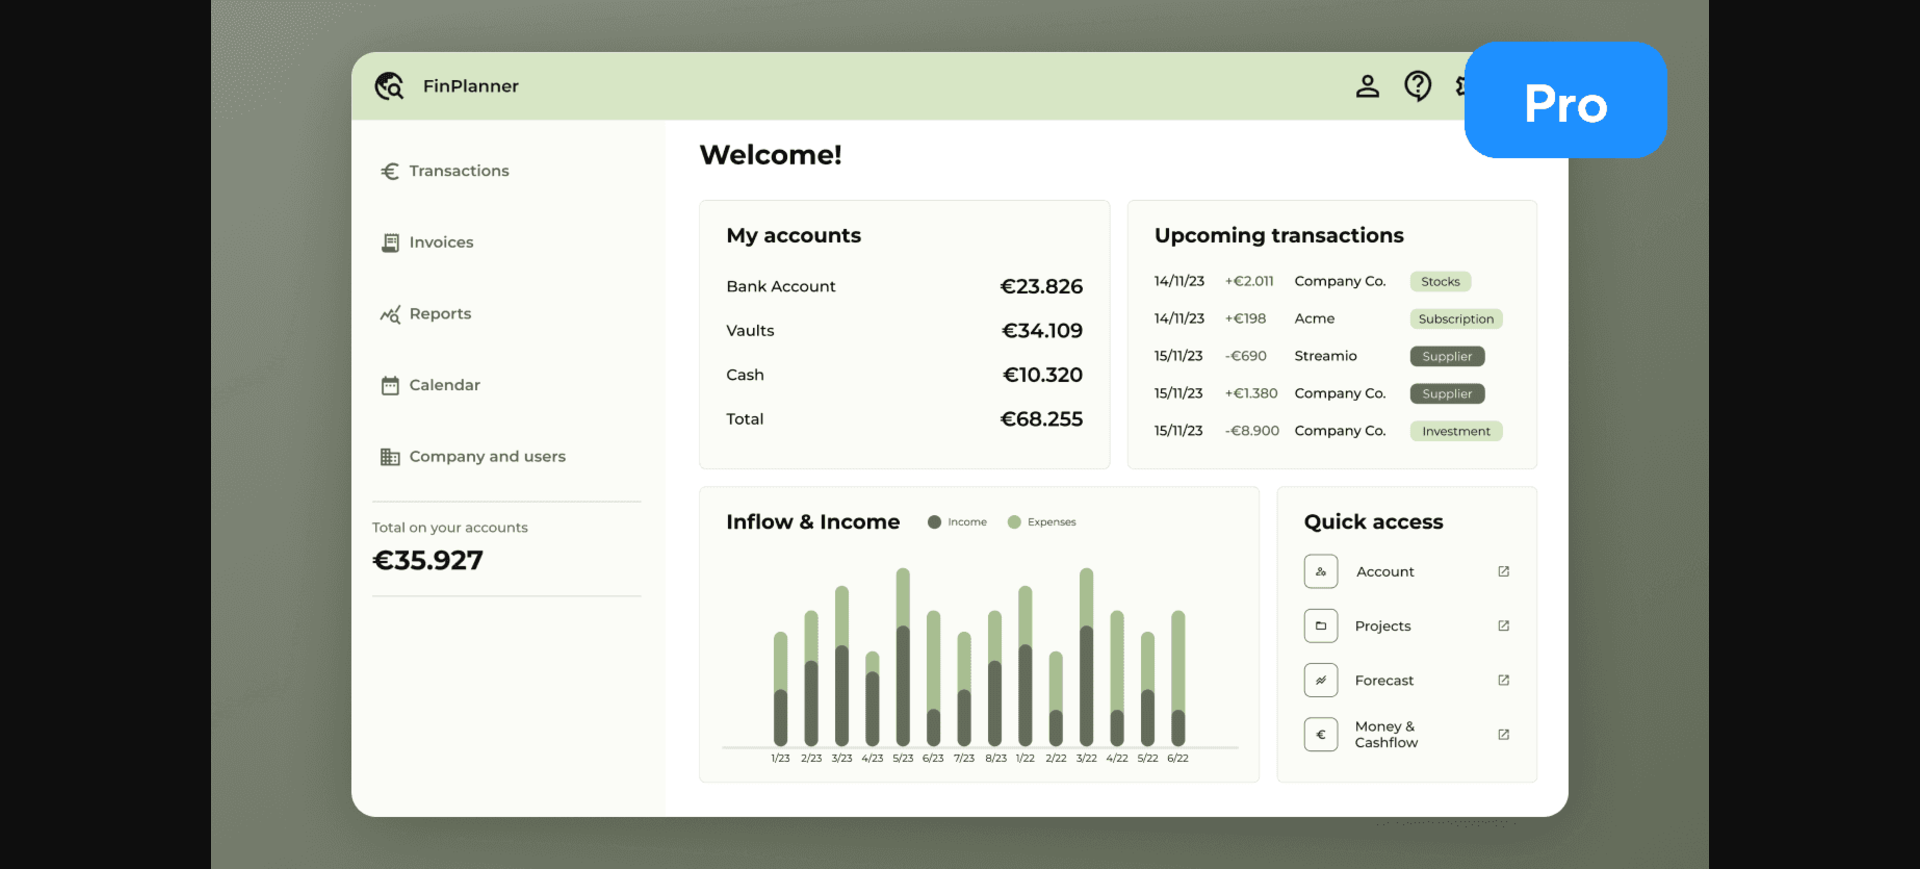 FinPlanner
Pro
Transactions
Invoices
Reports
Calendar
Company and users
Total on your accounts
€35.927
Welcome!
My accounts
Bank Account €23.826
Vaults €34.109
Cash €10.320
Total €68.255
Upcoming transactions
14/11/23 +€2.011 Company Co. Stocks
14/11/23 +€198 Acme Subscription
15/11/23 -€690 Streamio Supplier
15/11/23 +€1.380 Company Co. Supplier
15/11/23 -€8.900 Company Co. Investment
Inflow & Income Income Expenses
1/23 2/23 3/23 4/23 5/23 6/23 7/23 8/23 1/22 2/22 3/22 4/22 5/22 6/22
Quick access
Account
Projects
Forecast
€ Money &
Cashflow